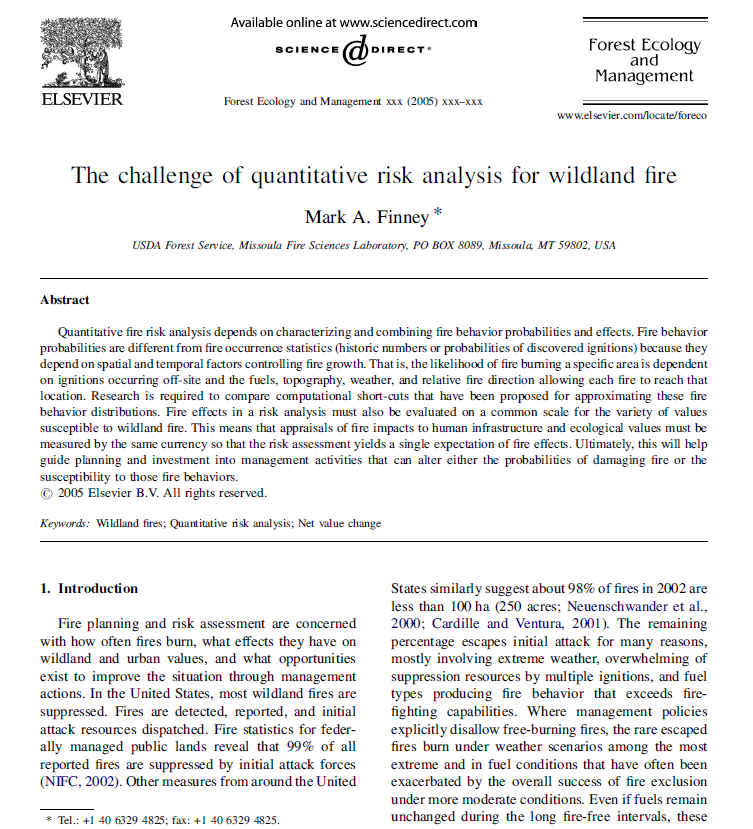 Available online at www.sciencedirect.com
SCIENCE DIRECT®
ELSEVIER
Forest Ecology and Management xxx (2005) xxx–xxx
Forest Ecology
and
Management
www.elsevier.com/locate/foreco
The challenge of quantitative risk analysis for wildland fire
Mark A. Finney *
USDA Forest Service, Missoula Fire Sciences Laboratory, PO BOX 8089, Missoula, MT 59802, USA
Abstract
Quantitative fire risk analysis depends on characterizing and combining fire behavior probabilities and effects. Fire behavior
probabilities are different from fire occurrence statistics (historic numbers or probabilities of discovered ignitions) because they
depend on spatial and temporal factors controlling fire growth. That is, the likelihood of fire burning a specific area is dependent
on ignitions occurring off-site and the fuels, topography, weather, and relative fire direction allowing each fire to reach that
location. Research is required to compare computational short-cuts that have been proposed for approximating these fire
behavior distributions. Fire effects in a risk analysis must also be evaluated on a common scale for the variety of values
susceptible to wildland fire. This means that appraisals of fire impacts to human infrastructure and ecological values must be
measured by the same currency so that the risk assessment yields a single expectation of fire effects. Ultimately, this will help
guide planning and investment into management activities that can alter either the probabilities of damaging fire or the
susceptibility to those fire behaviors.
© 2005 Elsevier B.V. All rights reserved.
Keywords: Wildland fires; Quantitative risk analysis; Net value change
1. Introduction
Fire planning and risk assessment are concerned
with how often fires burn, what effects they have on
wildland and urban values, and what opportunities
exist to improve the situation through management
actions. In the United States, most wildland fires are
suppressed. Fires are detected, reported, and initial
attack resources dispatched. Fire statistics for feder-
ally managed public lands reveal that 99% of all
reported fires are suppressed by initial attack forces
(NIFC, 2002). Other measures from around the United
* Tel.: +1 40 6329 4825; fax: +1 40 6329 4825.
States similarly suggest about 98% of fires in 2002 are
less than 100 ha (250 acres; Neuenschwander et al.,
2000; Cardille and Ventura, 2001). The remaining
percentage escapes initial attack for many reasons,
mostly involving extreme weather, overwhelming of
suppression resources by multiple ignitions, and fuel
types producing fire behavior that exceeds fire-
fighting capabilities. Where management policies
explicitly disallow free-burning fires, the rare escaped
fires burn under weather scenarios among the most
extreme and in fuel conditions that have often been
exacerbated by the overall success of fire exclusion
under more moderate conditions. Even if fuels remain
unchanged during the long fire-free intervals, these